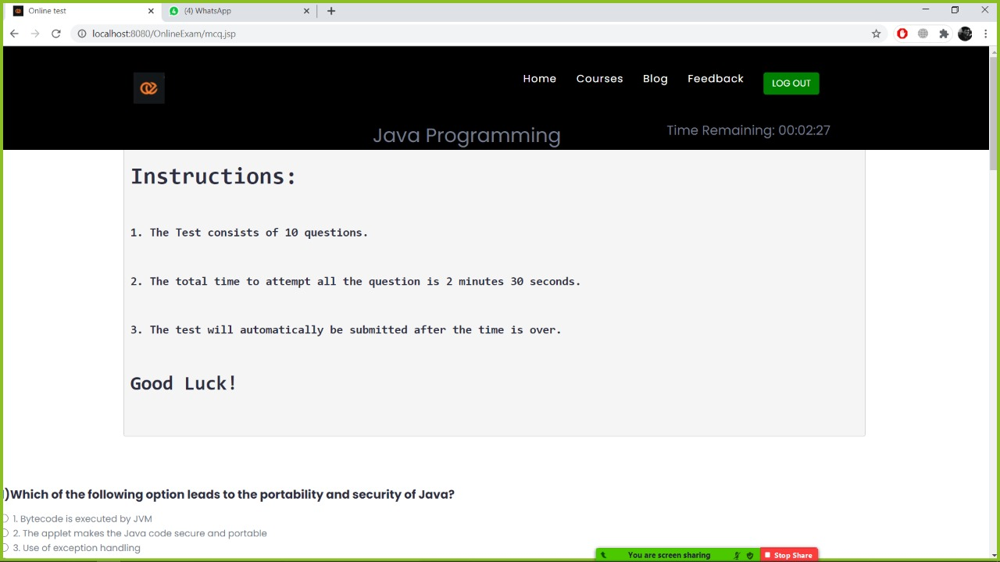 Online test
(4) WhatsApp
localhost:8080/OnlineExam/mcq.jsp
Home Courses Blog Feedback LOG OUT
Java Programming
Time Remaining: 00:02:27
Instructions:
1. The Test consists of 10 questions.
2. The total time to attempt all the question is 2 minutes 30 seconds.
3. The test will automatically be submitted after the time is over.
Good Luck!
)Which of the following option leads to the portability and security of Java?
1. Bytecode is executed by JVM
2. The applet makes the Java code secure and portable
3. Use of exception handling
You are screen sharing Stop Share